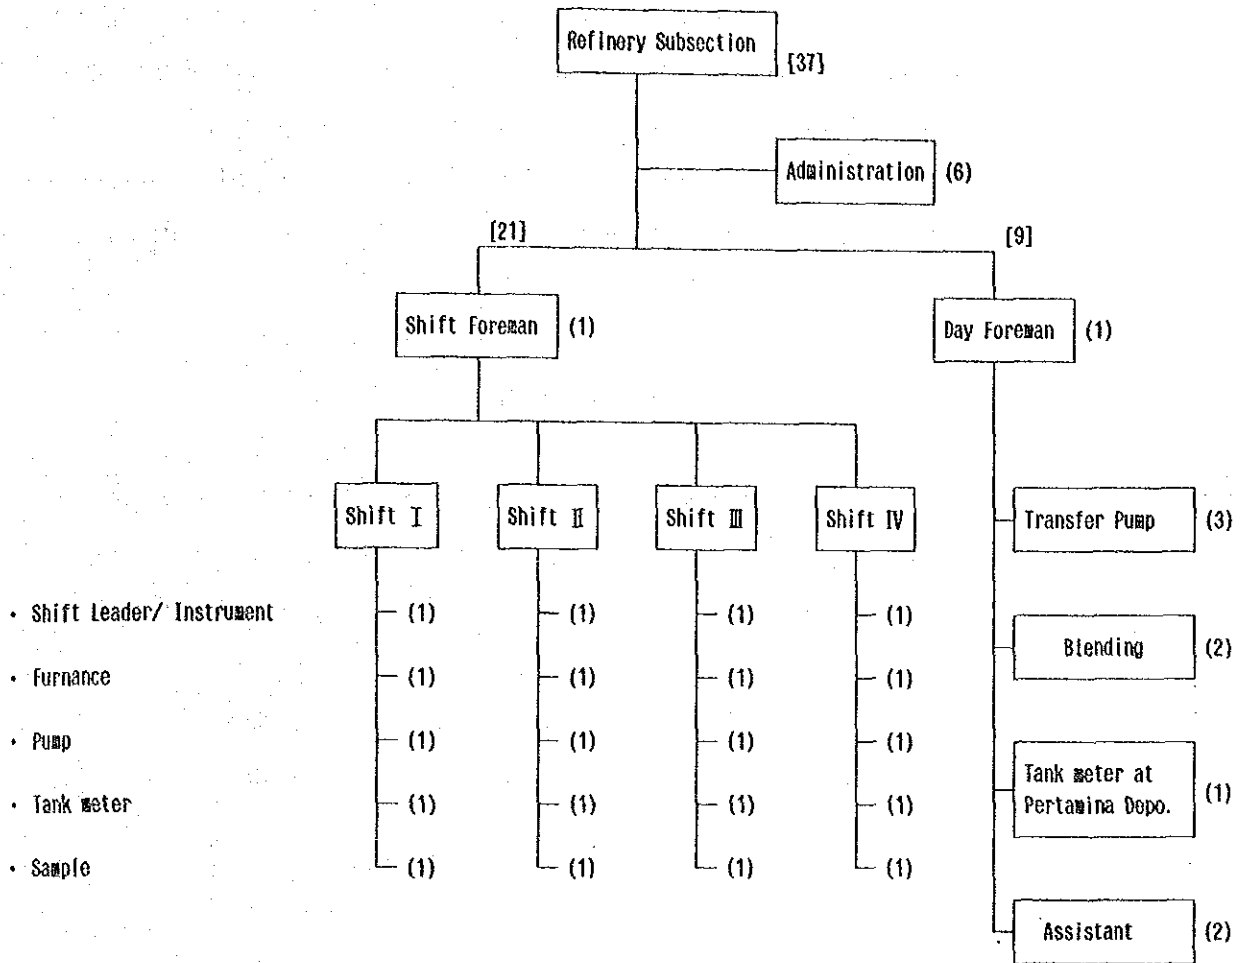 Refinery Subsection
[37]
Administration (6)
[21] [9]
Shift Foreman (1) Day Foreman (1)
Shift I Shift II Shift III Shift IV
Transfer Pump (3)
• Shift Leader/ Instrument (1) (1) (1) (1)
Blending (2)
• Furnance (1) (1) (1) (1)
• Pump (1) (1) (1) (1)
Tank meter at
Pertamina Depo. (1)
• Tank meter (1) (1) (1) (1)
• Sample (1) (1) (1) (1)
Assistant (2)